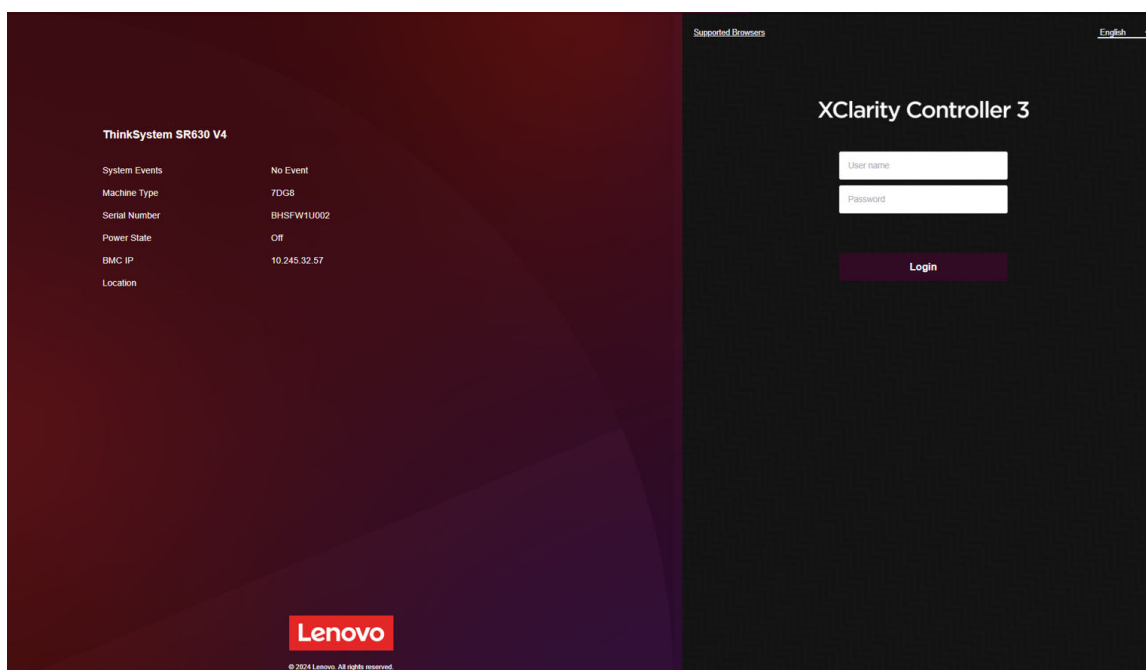 Supported Browsers
English
XClarity Controller 3
ThinkSystem SR630 V4
System Events No Event
Machine Type 7DG8
Serial Number BHSFW1U002
Power State Off
BMC IP 10.245.32.57
Location
User name
Password
Login
Lenovo
© 2024 Lenovo. All rights reserved.